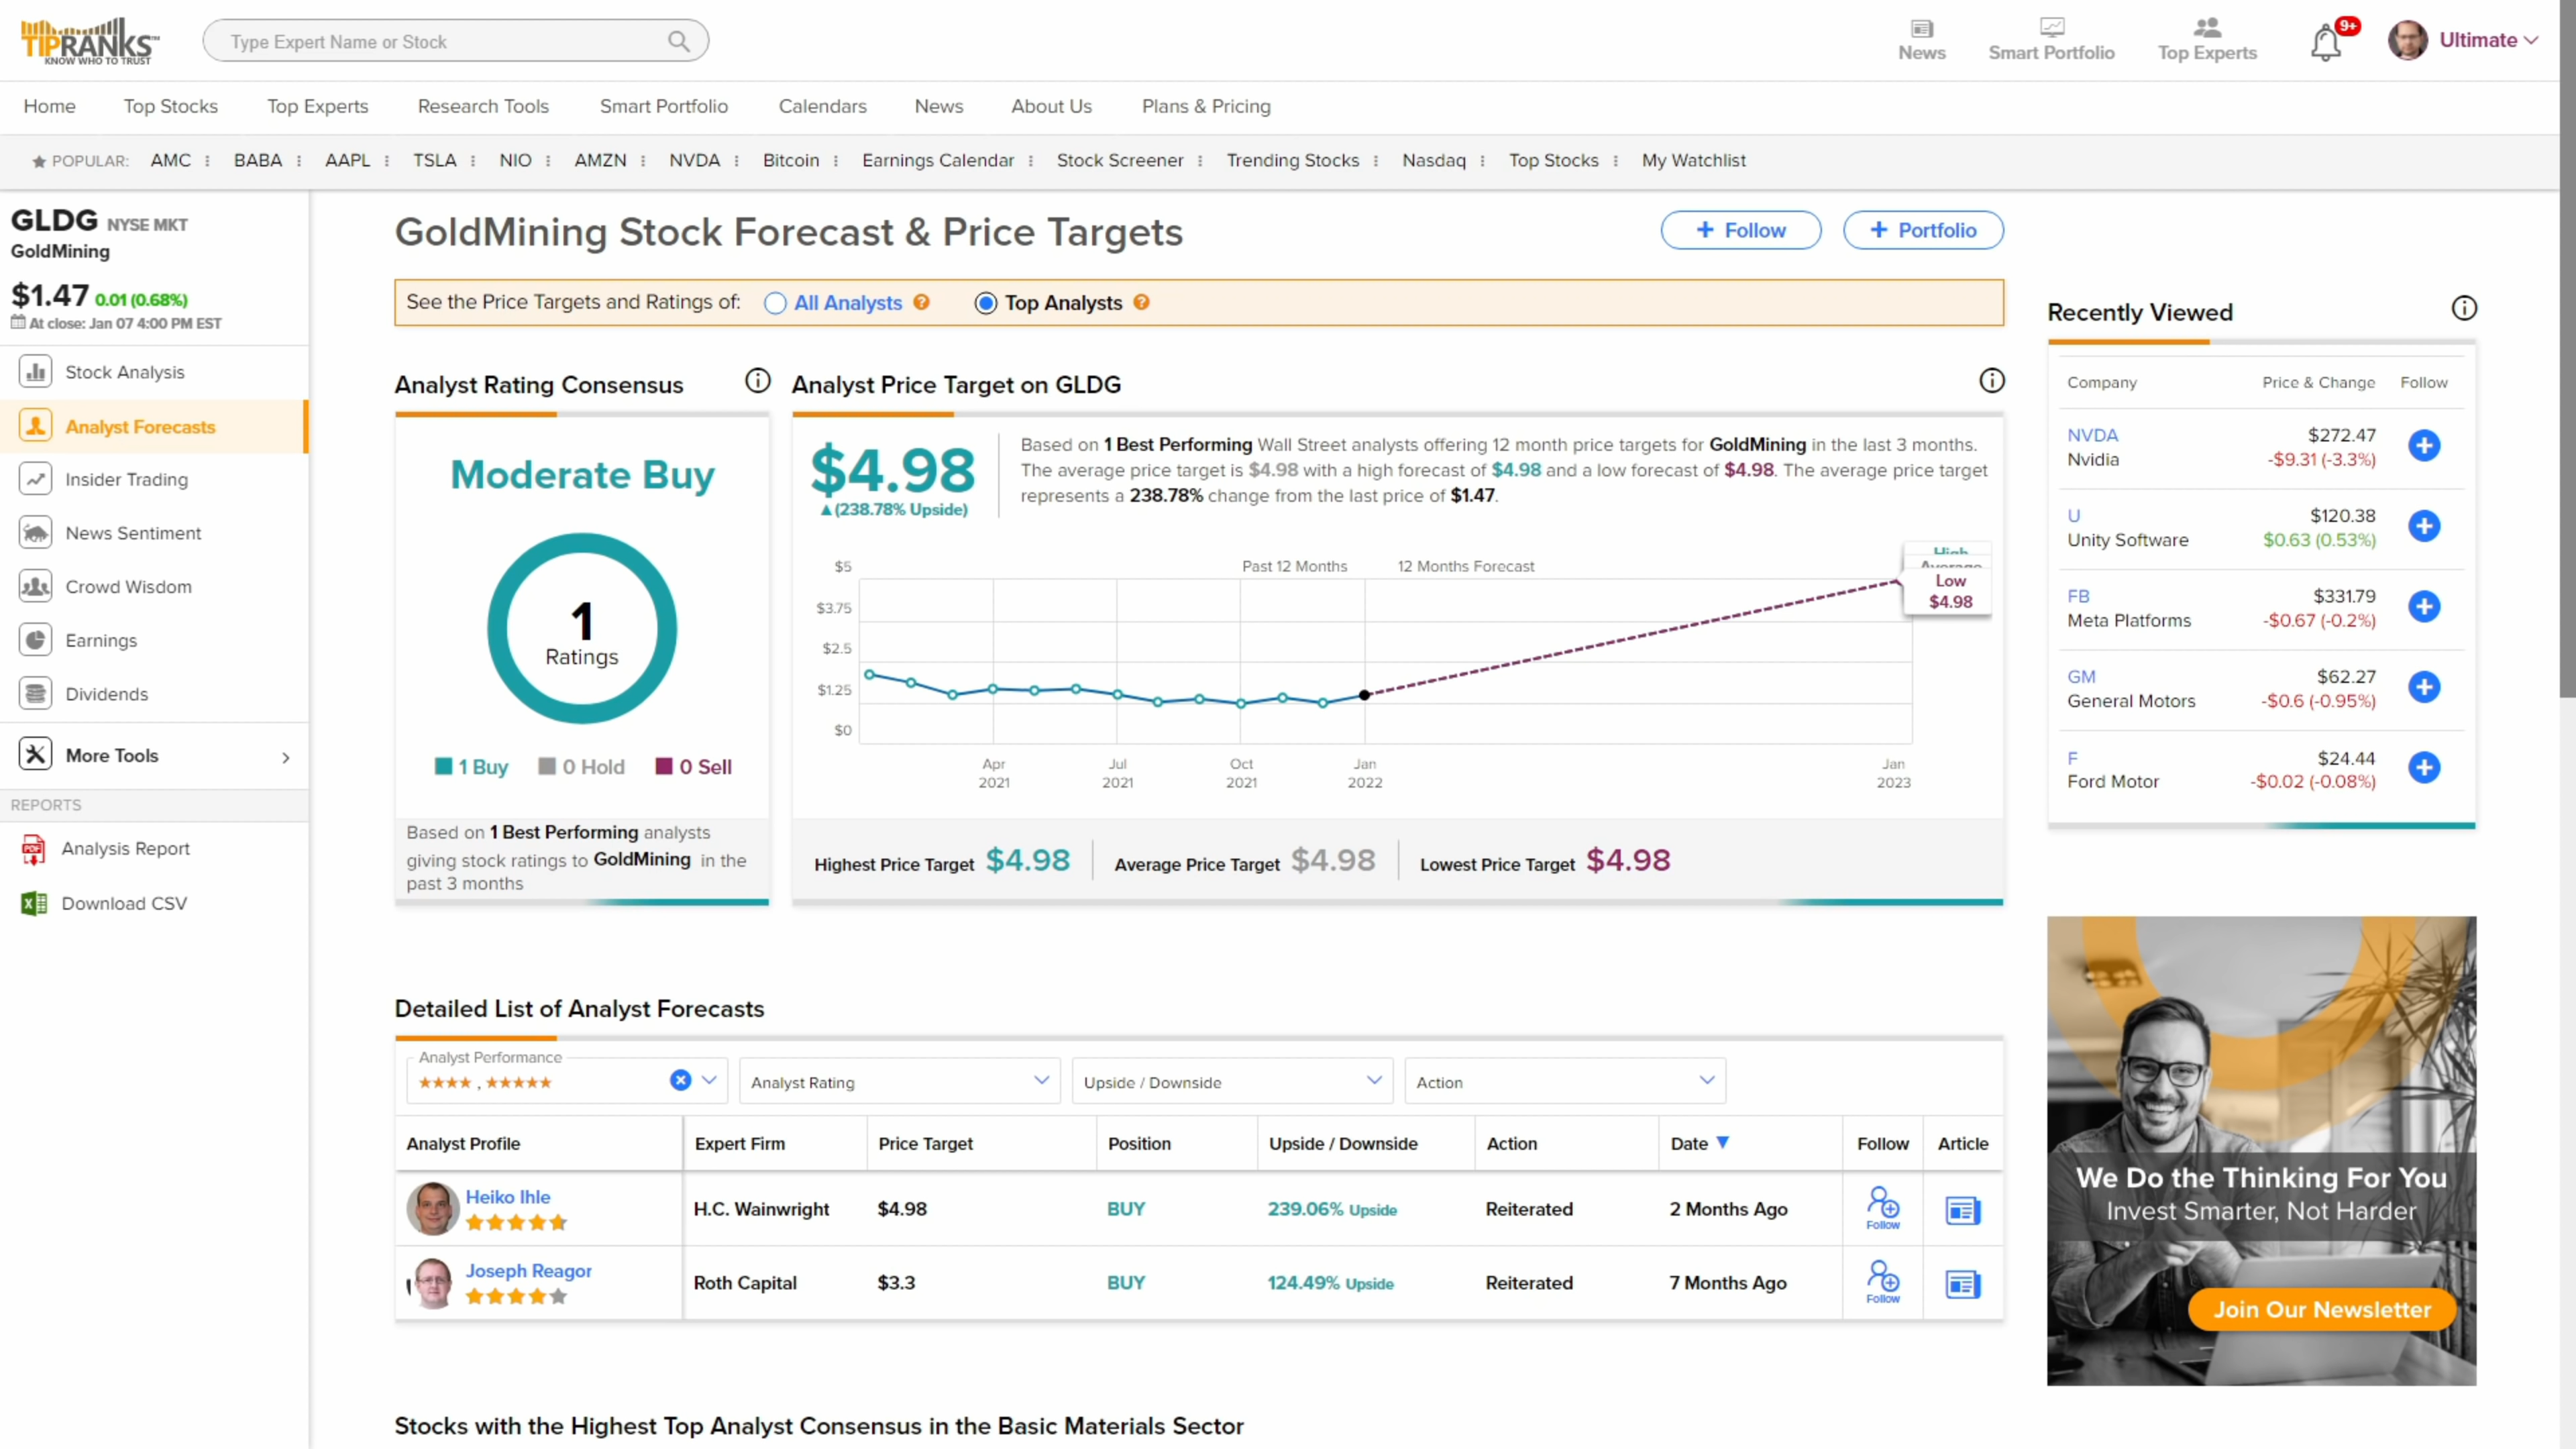 TIPRANKS™
KNOW WHO TO TRUST
Type Expert Name or Stock
News
Smart Portfolio
Top Experts
9+
Ultimate
Home
Top Stocks
Top Experts
Research Tools
Smart Portfolio
Calendars
News
About Us
Plans & Pricing
POPULAR:
AMC
BABA
AAPL
TSLA
NIO
AMZN
NVDA
Bitcoin
Earnings Calendar
Stock Screener
Trending Stocks
Nasdaq
Top Stocks
My Watchlist
GLDG NYSE MKT
GoldMining
$1.47 0.01 (0.68%)
At close: Jan 07 4:00 PM EST
Stock Analysis
Analyst Forecasts
Insider Trading
News Sentiment
Crowd Wisdom
Earnings
Dividends
More Tools
REPORTS
PDF
Analysis Report
X
Download CSV
GoldMining Stock Forecast & Price Targets
+ Follow
+ Portfolio
See the Price Targets and Ratings of: All Analysts ? Top Analysts ?
Analyst Rating Consensus
Moderate Buy
1
Ratings
1 Buy
0 Hold
0 Sell
Based on 1 Best Performing analysts
giving stock ratings to GoldMining in the
past 3 months
Analyst Price Target on GLDG
$4.98
▲(238.78% Upside)
Based on 1 Best Performing Wall Street analysts offering 12 month price targets for GoldMining in the last 3 months.
The average price target is $4.98 with a high forecast of $4.98 and a low forecast of $4.98. The average price target
represents a 238.78% change from the last price of $1.47.
Past 12 Months
12 Months Forecast
High
Average
Low
$4.98
$5
$3.75
$2.5
$1.25
$0
Apr
2021
Jul
2021
Oct
2021
Jan
2022
Jan
2023
Highest Price Target $4.98
Average Price Target $4.98
Lowest Price Target $4.98
Recently Viewed
Company
Price & Change
Follow
NVDA
$272.47
Nvidia
-$9.31 (-3.3%)
U
$120.38
Unity Software
$0.63 (0.53%)
FB
$331.79
Meta Platforms
-$0.67 (-0.2%)
GM
$62.27
General Motors
-$0.6 (-0.95%)
F
$24.44
Ford Motor
-$0.02 (-0.08%)
Detailed List of Analyst Forecasts
Analyst Performance
★★★★ , ★★★★★
Analyst Rating
Upside / Downside
Action
Analyst Profile
Expert Firm
Price Target
Position
Upside / Downside
Action
Date ▼
Follow
Article
Heiko Ihle
H.C. Wainwright
$4.98
BUY
239.06% Upside
Reiterated
2 Months Ago
Follow
Joseph Reagor
Roth Capital
$3.3
BUY
124.49% Upside
Reiterated
7 Months Ago
Follow
We Do the Thinking For You
Invest Smarter, Not Harder
Join Our Newsletter
Stocks with the Highest Top Analyst Consensus in the Basic Materials Sector